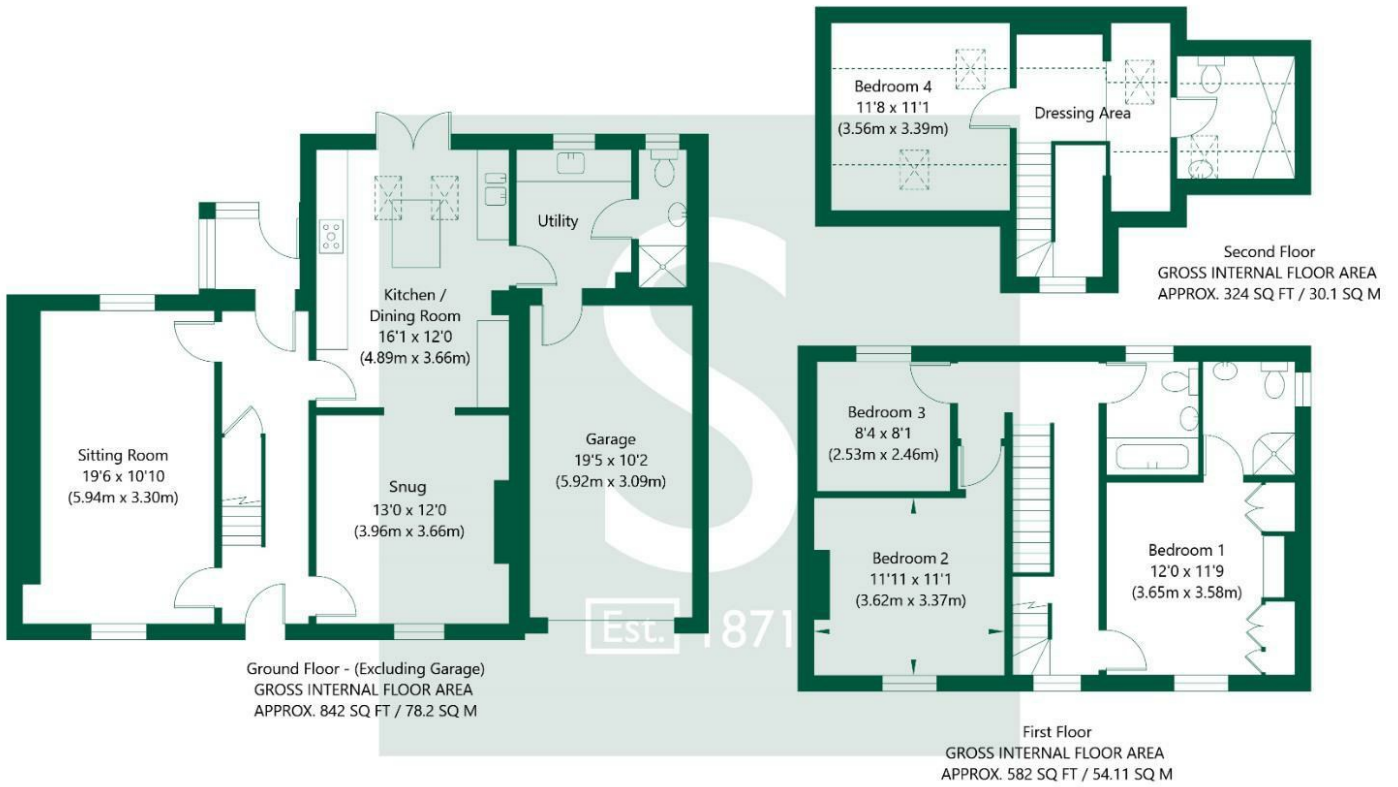 Bedroom 4
11'8 x 11'1
(3.56m x 3.39m)
Dressing Area
Second Floor
GROSS INTERNAL FLOOR AREA
APPROX. 324 SQ FT / 30.1 SQ M
Utility
Kitchen /
Dining Room
16'1 x 12'0
(4.89m x 3.66m)
Sitting Room
19'6 x 10'10
(5.94m x 3.30m)
Snug
13'0 x 12'0
(3.96m x 3.66m)
Garage
19'5 x 10'2
(5.92m x 3.09m)
Ground Floor - (Excluding Garage)
GROSS INTERNAL FLOOR AREA
APPROX. 842 SQ FT / 78.2 SQ M
Bedroom 3
8'4 x 8'1
(2.53m x 2.46m)
Bedroom 2
11'11 x 11'1
(3.62m x 3.37m)
Bedroom 1
12'0 x 11'9
(3.65m x 3.58m)
First Floor
GROSS INTERNAL FLOOR AREA
APPROX. 582 SQ FT / 54.11 SQ M
S
Est. 1871